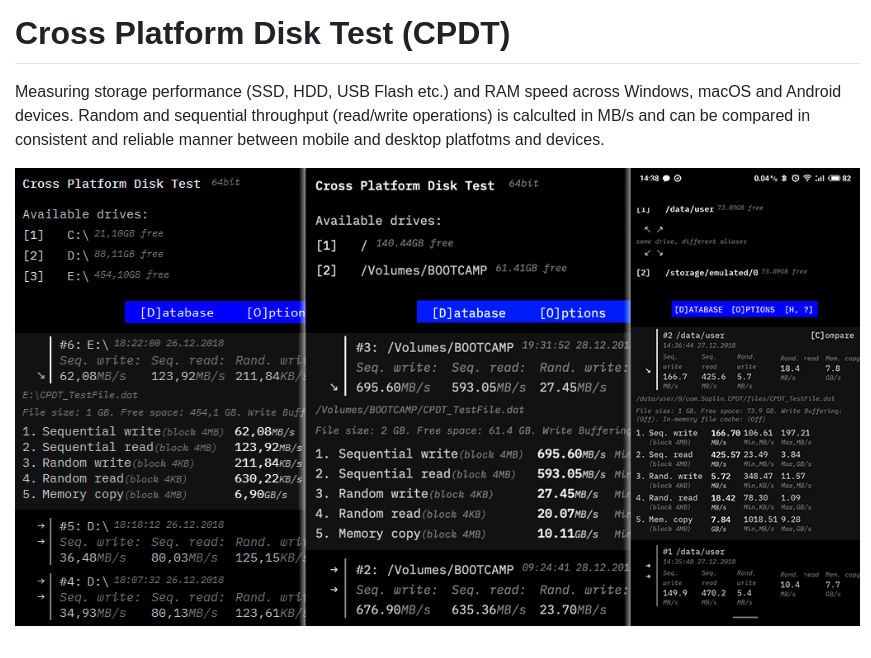 Cross Platform Disk Test (CPDT)
Measuring storage performance (SSD, HDD, USB Flash etc.) and RAM speed across Windows, macOS and Android
devices. Random and sequential throughput (read/write operations) is calculted in MB/s and can be compared in
consistent and reliable manner between mobile and desktop platfotms and devices.
Cross Platform Disk Test 64bit
Available drives:
[1] C:\ 21,10GB free
[2] D:\ 88,11GB free
[3] E:\ 454,10GB free
[D]atabase [O]ption
#6: E:\ 18:22:00 26.12.2018
Seq. write: Seq. read: Rand. wri
↘ 62,08MB/s 123,92MB/s 211,84KB/
E:\CPDT_TestFile.dat
File size: 1 GB. Free space: 454,1 GB. Write Buff
1. Sequential write(block 4MB) 62,08MB/s
2. Sequential read(block 4MB) 123,92MB/s
3. Random write(block 4KB) 211,84KB/s
4. Random read(block 4KB) 630,22KB/s
5. Memory copy(block 4MB) 6,90GB/s
→ #5: D:\ 18:18:12 26.12.2018
→ Seq. write: Seq. read: Rand. wri
36,48MB/s 80,03MB/s 125,15KB/
→ #4: D:\ 18:07:32 26.12.2018
→ Seq. write: Seq. read: Rand. wri
34,93MB/s 80,13MB/s 123,61KB/
Cross Platform Disk Test 64bit
Available drives:
[1] / 140.44GB free
[2] /Volumes/BOOTCAMP 61.41GB free
[D]atabase [O]ptions
#3: /Volumes/BOOTCAMP 19:31:52 28.12.201
Seq. write: Seq. read: Rand. write:
↘ 695.60MB/s 593.05MB/s 27.45MB/s
/Volumes/BOOTCAMP/CPDT_TestFile.dat
File size: 2 GB. Free space: 61.4 GB. Write Buffering
1. Sequential write(block 4MB) 695.60MB/s Mi
2. Sequential read(block 4MB) 593.05MB/s Mi
3. Random write(block 4KB) 27.45MB/s Mi
4. Random read(block 4KB) 20.07MB/s Mi
5. Memory copy(block 4MB) 10.11GB/s Mi
→ #2: /Volumes/BOOTCAMP 09:24:41 28.12.201
→ Seq. write: Seq. read: Rand. write:
676.90MB/s 635.36MB/s 23.70MB/s
14:38 0.04 82
[1] /data/user 73.89GB free
↖ ↗
same drive, different aliases
↙ ↘
[2] /storage/emulated/0 73.89GB free
[D]ATABASE [O]PTIONS [H, ?]
#2 /data/user [C]ompare
14:36:44 27.12.2018
Seq. Seq. Rand. Rand. read Mem. copy
write read write 18.4 7.8
↘ 166.7 425.6 5.7 MB/s GB/s
MB/s MB/s MB/s
/data/user/0/com.Saplin.CPDT/files/CPDT_TestFile.dat
File size: 1 GB. Free space: 73.9 GB. Write Buffering:
(Off). In-memory file cache: (Off)
1. Seq. write 166.70 106.61 197.21
(block 4MB) MB/s Min,MB/s Max,MB/s
2. Seq. read 425.57 23.49 3.84
(block 4MB) MB/s Min,MB/s Max,GB/s
3. Rand. write 5.72 348.47 11.57
(block 4KB) MB/s Min,KB/s Max,MB/s
4. Rand. read 18.42 78.30 1.09
(block 4KB) MB/s Min,KB/s Max,GB/s
5. Mem. copy 7.84 1018.51 9.28
(block 4MB) GB/s Min,MB/s Max,GB/s
#1 /data/user
→ 14:35:48 27.12.2018
→ Seq. Seq. Rand. Rand. read Mem. copy
write read write 10.4 7.7
149.9 470.2 5.4 MB/s GB/s
MB/s MB/s MB/s